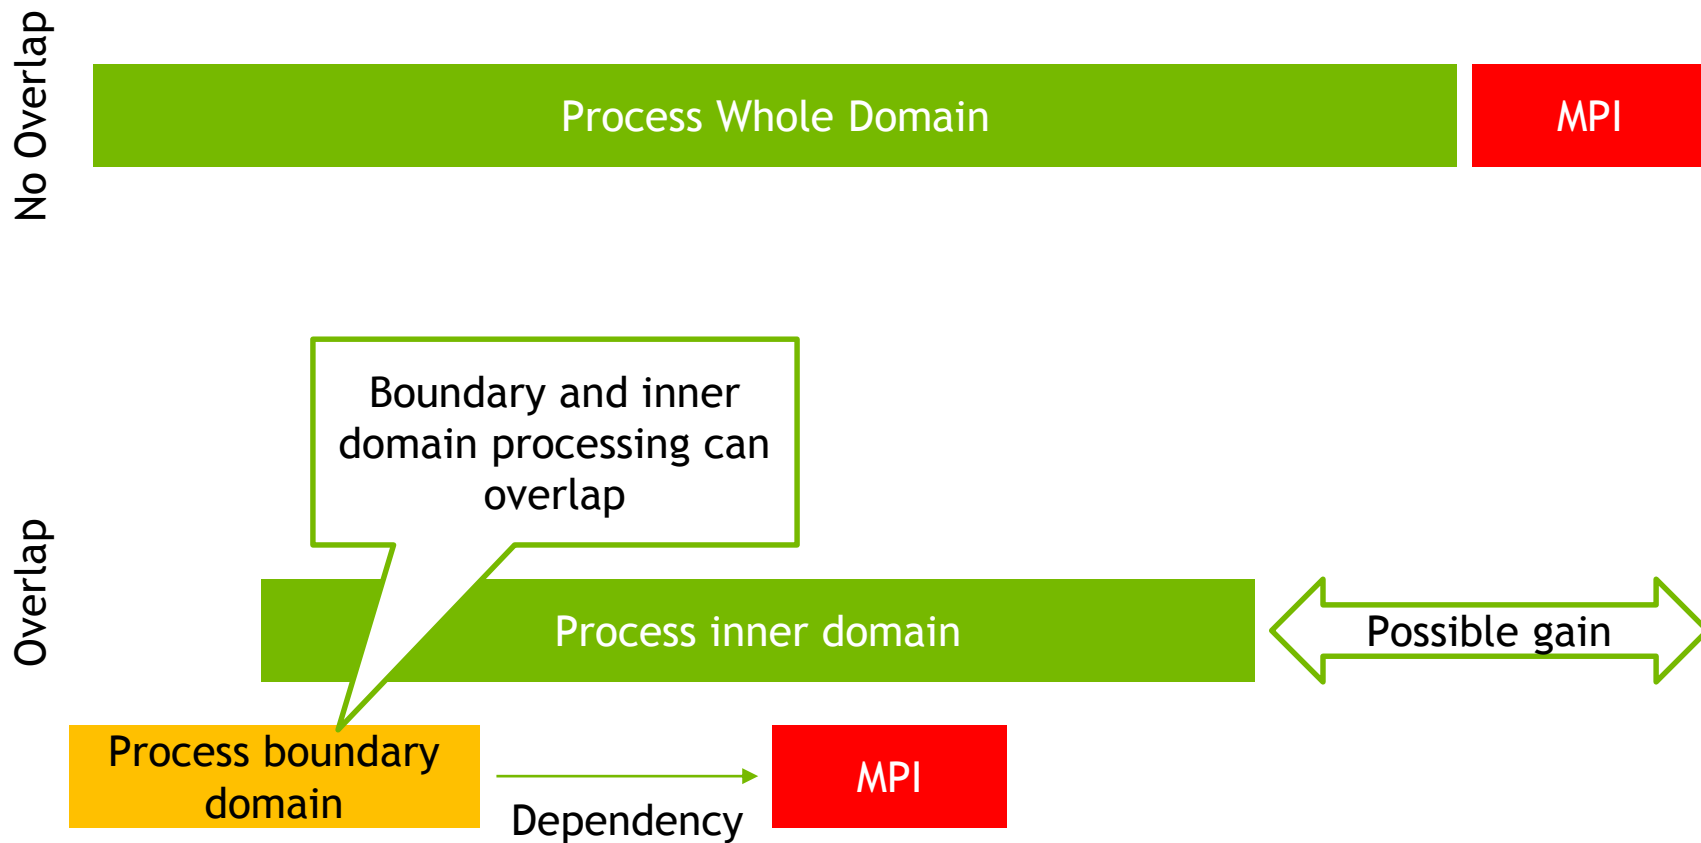 No Overlap
Process Whole Domain
MPI
Boundary and inner
domain processing can
overlap
Overlap
Process inner domain
Possible gain
Process boundary
domain
Dependency
MPI